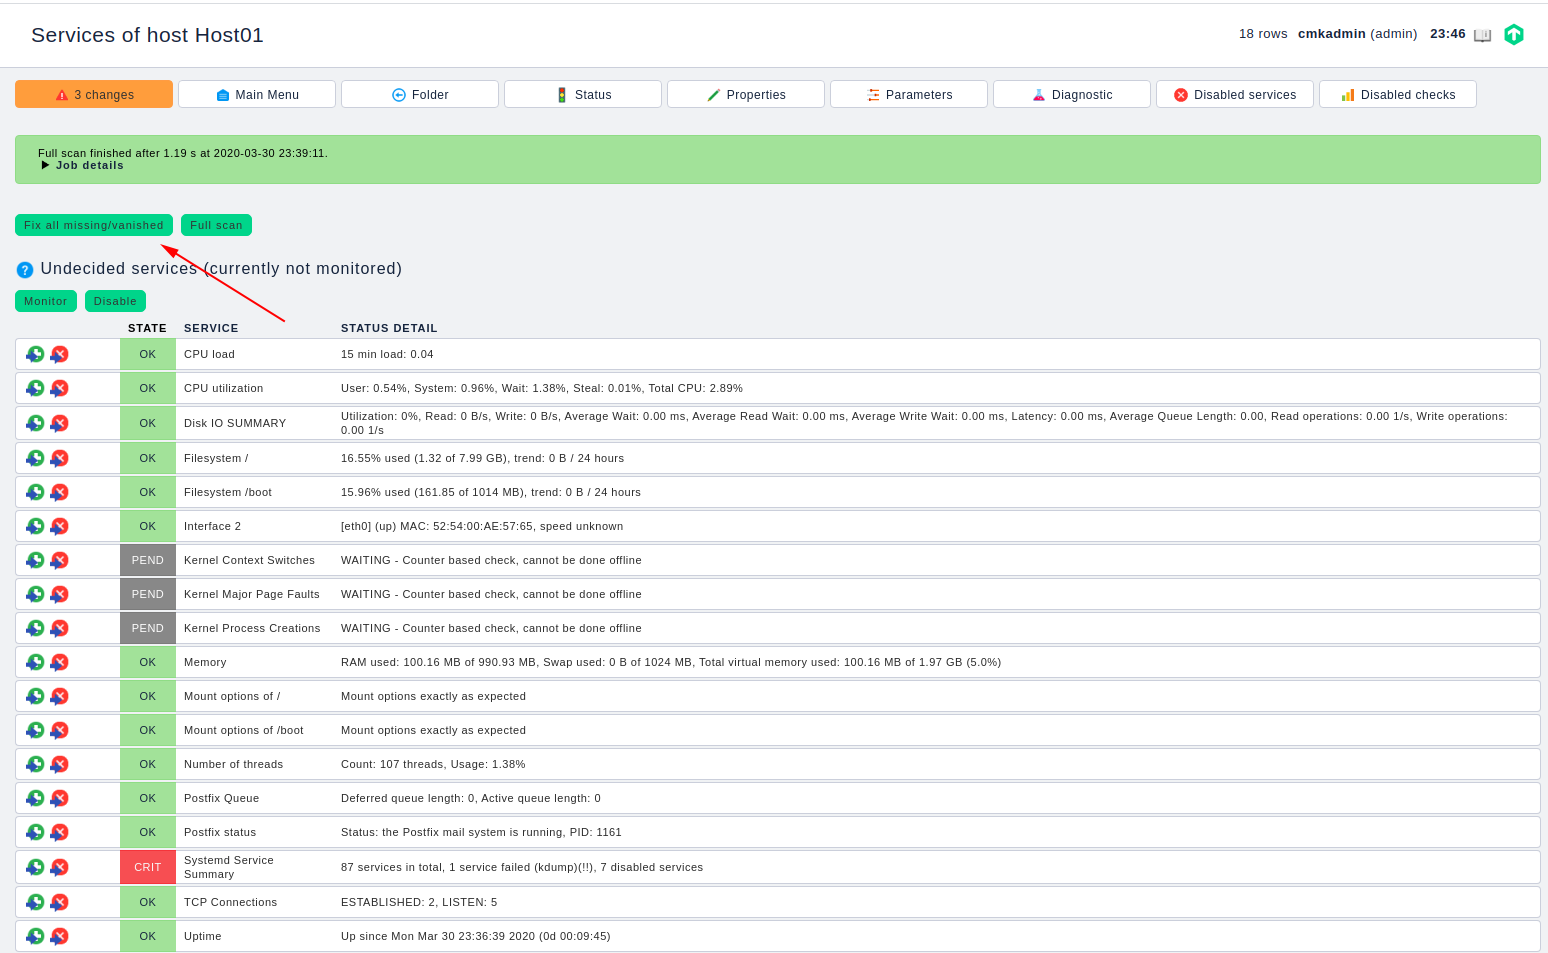 Services of host Host01
18 rows cmkadmin (admin) 23:46
3 changes Main Menu Folder Status Properties Parameters Diagnostic Disabled services Disabled checks
Full scan finished after 1.19 s at 2020-03-30 23:39:11.
Job details
Fix all missing/vanished Full scan
Undecided services (currently not monitored)
Monitor Disable
STATE SERVICE STATUS DETAIL
OK CPU load 15 min load: 0.04
OK CPU utilization User: 0.54%, System: 0.96%, Wait: 1.38%, Steal: 0.01%, Total CPU: 2.89%
OK Disk IO SUMMARY Utilization: 0%, Read: 0 B/s, Write: 0 B/s, Average Wait: 0.00 ms, Average Read Wait: 0.00 ms, Average Write Wait: 0.00 ms, Latency: 0.00 ms, Average Queue Length: 0.00, Read operations: 0.00 1/s, Write operations:
0.00 1/s
OK Filesystem / 16.55% used (1.32 of 7.99 GB), trend: 0 B / 24 hours
OK Filesystem /boot 15.96% used (161.85 of 1014 MB), trend: 0 B / 24 hours
OK Interface 2 [eth0] (up) MAC: 52:54:00:AE:57:65, speed unknown
PEND Kernel Context Switches WAITING - Counter based check, cannot be done offline
PEND Kernel Major Page Faults WAITING - Counter based check, cannot be done offline
PEND Kernel Process Creations WAITING - Counter based check, cannot be done offline
OK Memory RAM used: 100.16 MB of 990.93 MB, Swap used: 0 B of 1024 MB, Total virtual memory used: 100.16 MB of 1.97 GB (5.0%)
OK Mount options of / Mount options exactly as expected
OK Mount options of /boot Mount options exactly as expected
OK Number of threads Count: 107 threads, Usage: 1.38%
OK Postfix Queue Deferred queue length: 0, Active queue length: 0
OK Postfix status Status: the Postfix mail system is running, PID: 1161
CRIT Systemd Service
Summary 87 services in total, 1 service failed (kdump)(!!), 7 disabled services
OK TCP Connections ESTABLISHED: 2, LISTEN: 5
OK Uptime Up since Mon Mar 30 23:36:39 2020 (0d 00:09:45)